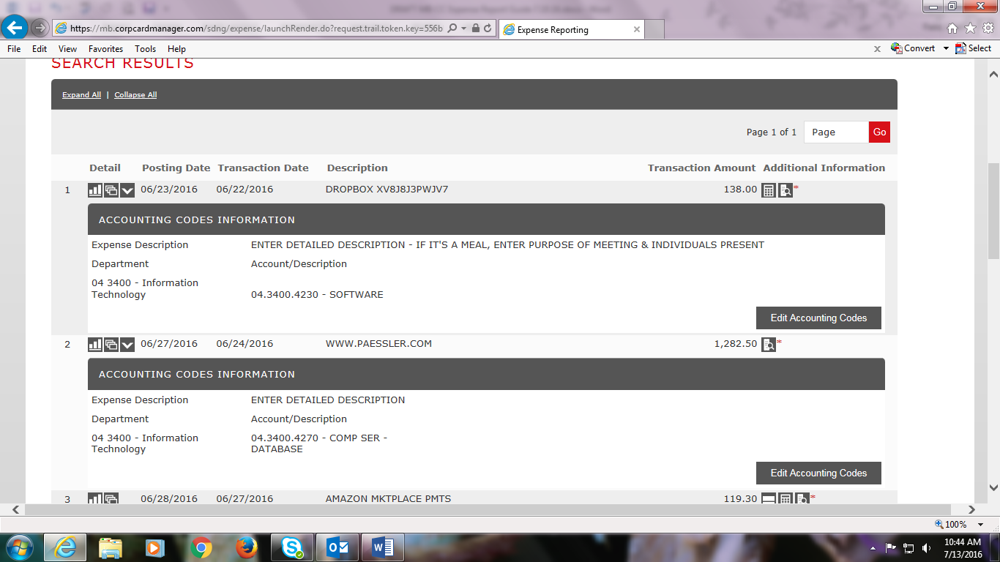 https://mb.corpcardmanager.com/sdng/expense/launchRender.do?request.trail.token.key=556b
Expense Reporting
File Edit View Favorites Tools Help
x Convert Select
SEARCH RESULTS
Expand All | Collapse All
Page 1 of 1 Page Go
Detail Posting Date Transaction Date Description Transaction Amount Additional Information
1 06/23/2016 06/22/2016 DROPBOX XV8J8J3PWJV7 138.00 *
ACCOUNTING CODES INFORMATION
Expense Description ENTER DETAILED DESCRIPTION - IF IT'S A MEAL, ENTER PURPOSE OF MEETING & INDIVIDUALS PRESENT
Department Account/Description
04 3400 - Information
Technology 04.3400.4230 - SOFTWARE
Edit Accounting Codes
2 06/27/2016 06/24/2016 WWW.PAESSLER.COM 1,282.50 *
ACCOUNTING CODES INFORMATION
Expense Description ENTER DETAILED DESCRIPTION
Department Account/Description
04 3400 - Information 04.3400.4270 - COMP SER -
Technology DATABASE
Edit Accounting Codes
3 06/28/2016 06/27/2016 AMAZON MKTPLACE PMTS 119.30 *
100%
10:44 AM
7/13/2016